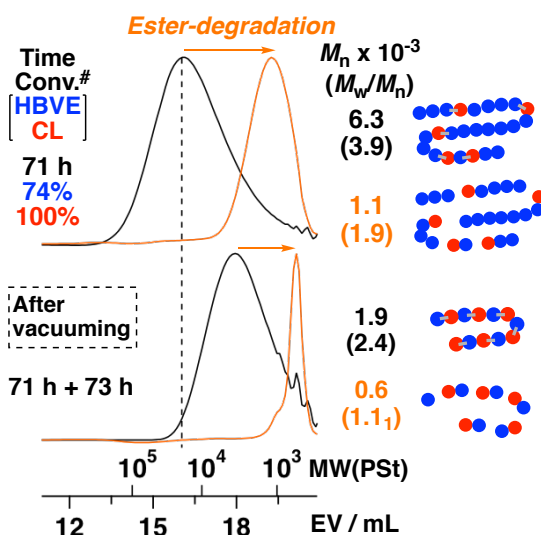 Ester-degradation
Time
Conv.#
[HBVE
CL]
71 h
74%
100%
Mn x 10-3
(Mw/Mn)
6.3
(3.9)
1.1
(1.9)
After
vacuuming
71 h + 73 h
1.9
(2.4)
0.6
(1.11)
10⁵ 10⁴ 10³ MW(PSt)
12 15 18 EV / mL